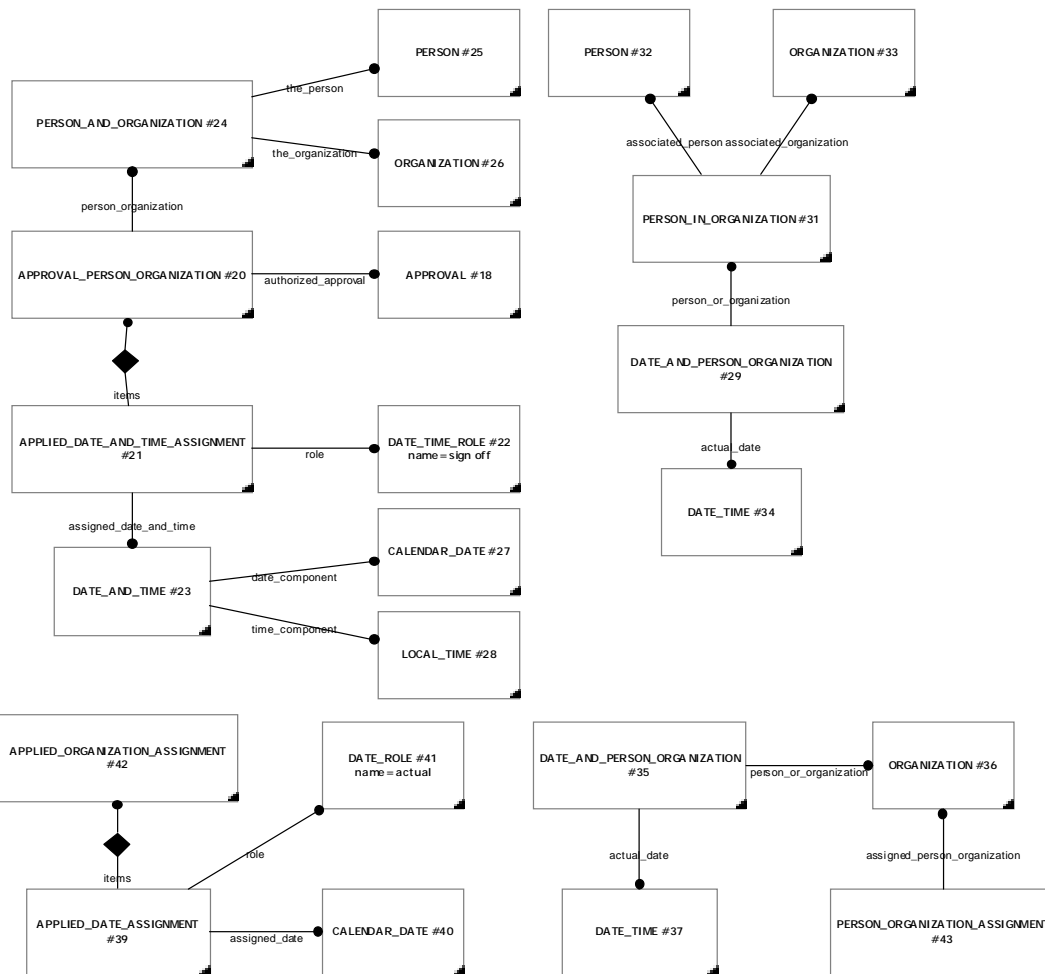 PERSON #25
PERSON #32
ORGANIZATION #33
the_person
PERSON_AND_ORGANIZATION #24
the_organization
ORGANIZATION #26
associated_person
associated_organization
person_organization
PERSON_IN_ORGANIZATION #31
APPROVAL_PERSON_ORGANIZATION #20
authorized_approval
APPROVAL #18
person_or_organization
DATE_AND_PERSON_ORGANIZATION
#29
items
APPLIED_DATE_AND_TIME_ASSIGNMENT
#21
role
DATE_TIME_ROLE #22
name=sign off
actual_date
DATE_TIME #34
assigned_date_and_time
DATE_AND_TIME #23
date_component
CALENDAR_DATE #27
time_component
LOCAL_TIME #28
APPLIED_ORGANIZATION_ASSIGNMENT
#42
DATE_ROLE #41
name=actual
DATE_AND_PERSON_ORGANIZATION
#35
person_or_organization
ORGANIZATION #36
role
items
actual_date
assigned_person_organization
APPLIED_DATE_ASSIGNMENT
#39
assigned_date
CALENDAR_DATE #40
DATE_TIME #37
PERSON_ORGANIZATION_ASSIGNMENT
#43